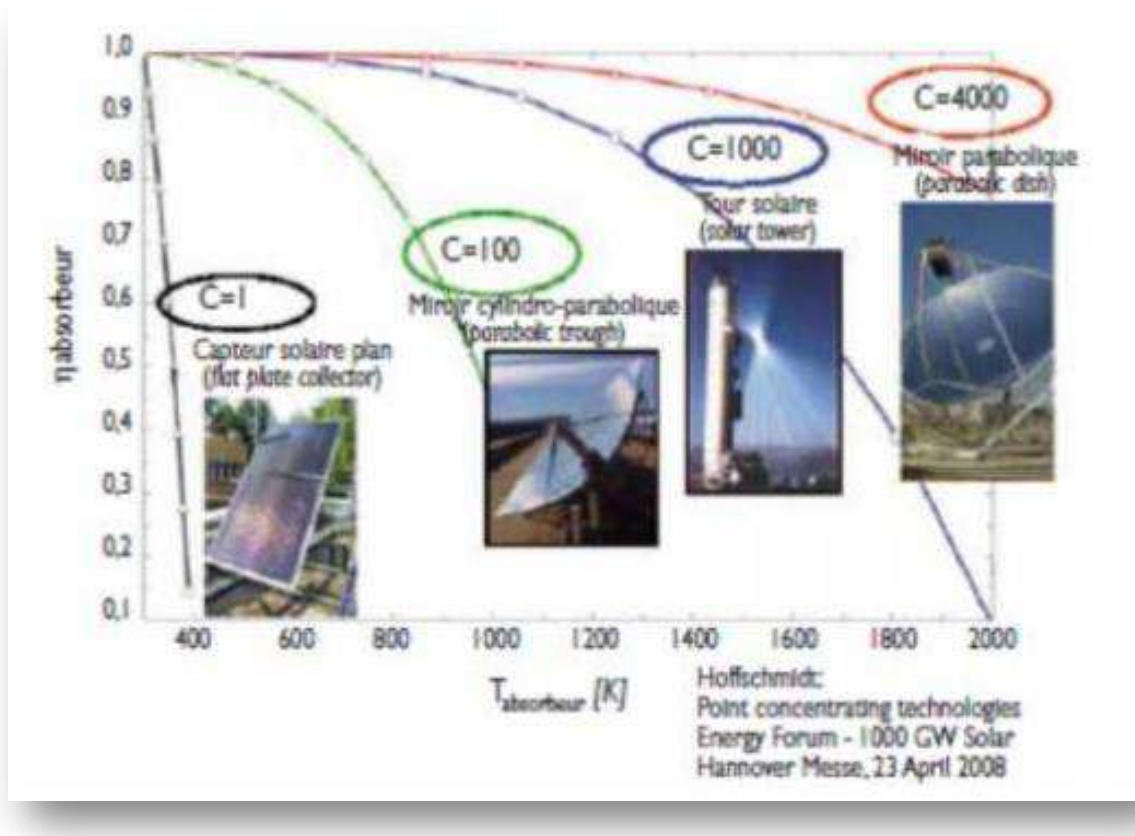 1,0
0,9
0,8
0,7
0,6
0,5
0,4
0,3
0,2
0,1
η absorbeur
C=4000
Miroir parabolique
(parabolic dish)
C=1000
Tour solaire
(solar tower)
C=100
Miroir cylindro-parabolique
(parabolic trough)
C=1
Capteur solaire plan
(flat plate collector)
400 600 800 1000 1200 1400 1600 1800 2000
Tabsorbeur [K]
Hoffschmidt:
Point concentrating technologies
Energy Forum - 1000 GW Solar
Hannover Messe, 23 April 2008